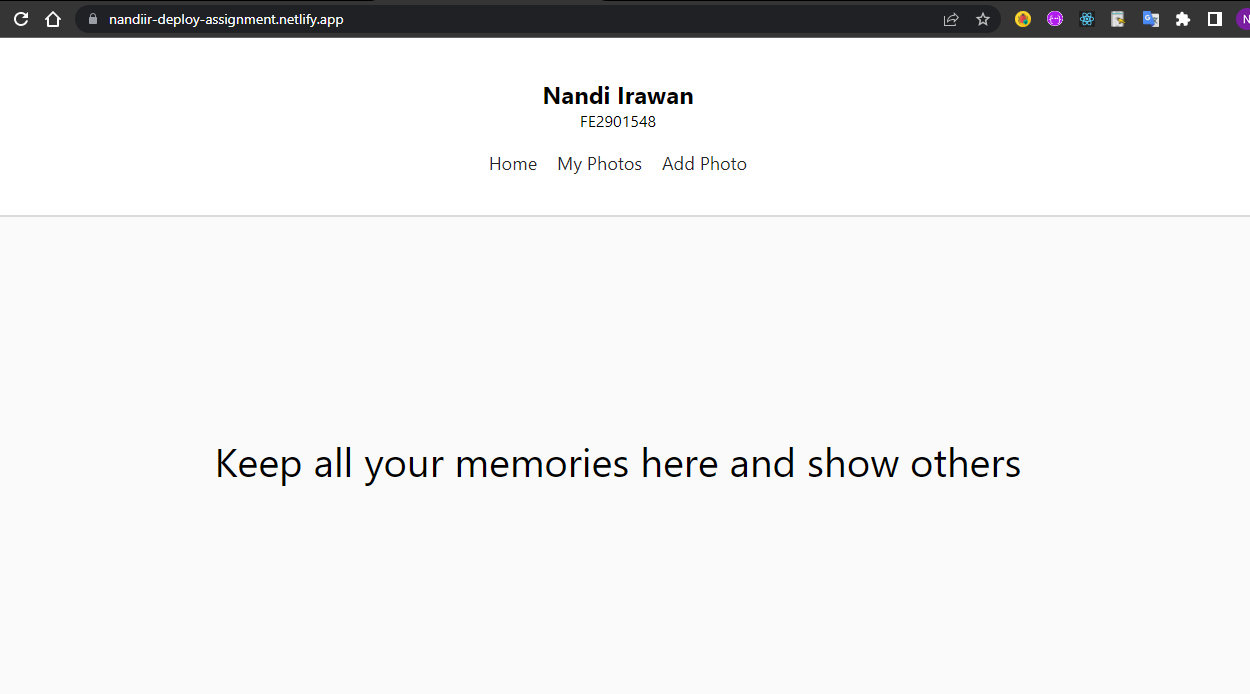 nandiir-deploy-assignment.netlify.app
N
Nandi Irawan
FE2901548
Home My Photos Add Photo
Keep all your memories here and show others